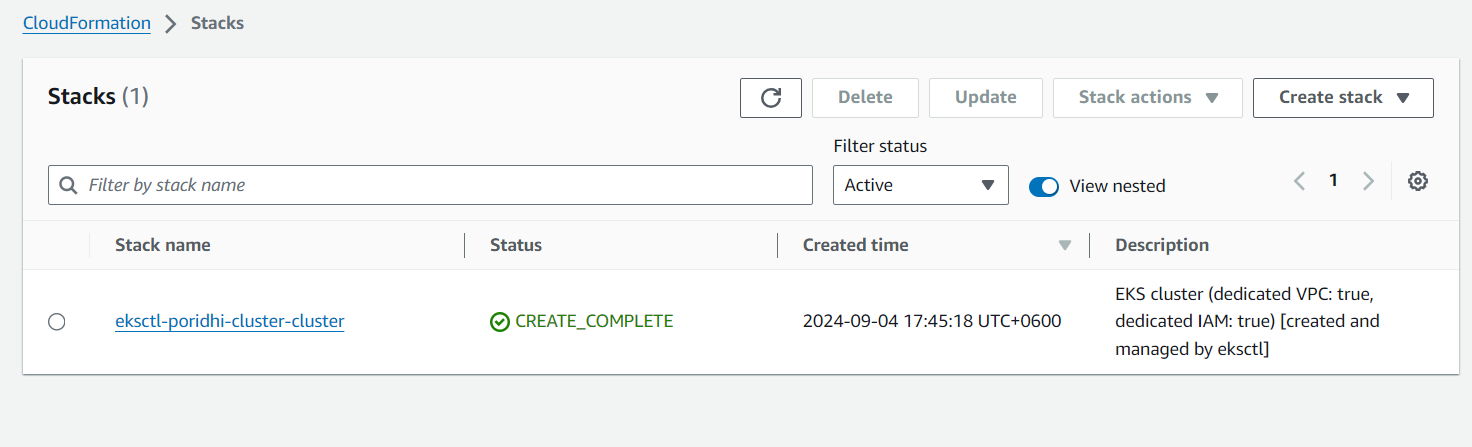 CloudFormation > Stacks
Stacks (1)
Delete
Update
Stack actions
Create stack
Filter status
Filter by stack name
Active
View nested
1
Stack name
Status
Created time
Description
eksctl-poridhi-cluster-cluster
CREATE_COMPLETE
2024-09-04 17:45:18 UTC+0600
EKS cluster (dedicated VPC: true,
dedicated IAM: true) [created and
managed by eksctl]